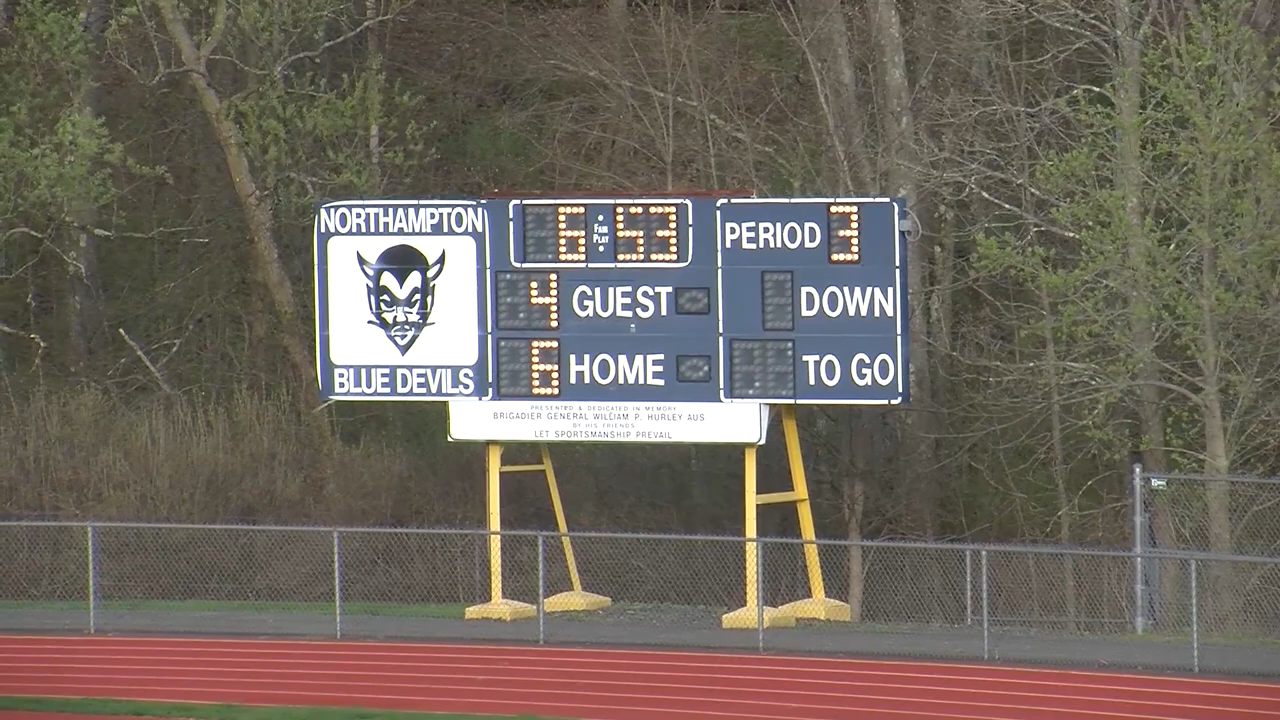 NORTHAMPTON
BLUE DEVILS
6:53
FAIR
PLAY
PERIOD 3
4 GUEST
DOWN
6 HOME
TO GO
PRESENTED & DEDICATED IN MEMORY
BRIGADIER GENERAL WILLIAM P. HURLEY AUS
BY HIS FRIENDS
LET SPORTSMANSHIP PREVAIL